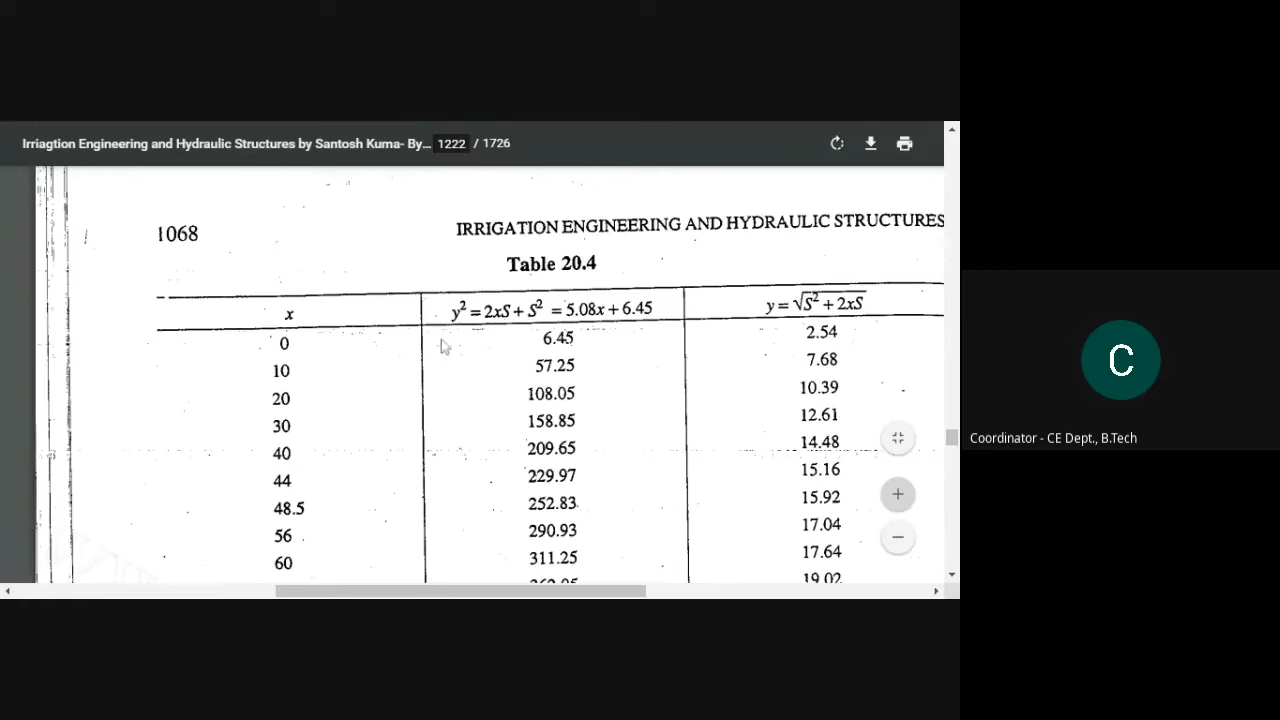 Irriagtion Engineering and Hydraulic Structures by Santosh Kuma- By... 1222 / 1726
1068 IRRIGATION ENGINEERING AND HYDRAULIC STRUCTURES
Table 20.4
x y² = 2xS + S² = 5.08x + 6.45 y = √S² + 2xS
0 6.45 2.54
10 57.25 7.68
20 108.05 10.39
30 158.85 12.61
40 209.65 14.48
44 229.97 15.16
48.5 252.83 15.92
56 290.93 17.04
60 311.25 17.64
19.02
C
Coordinator - CE Dept., B.Tech